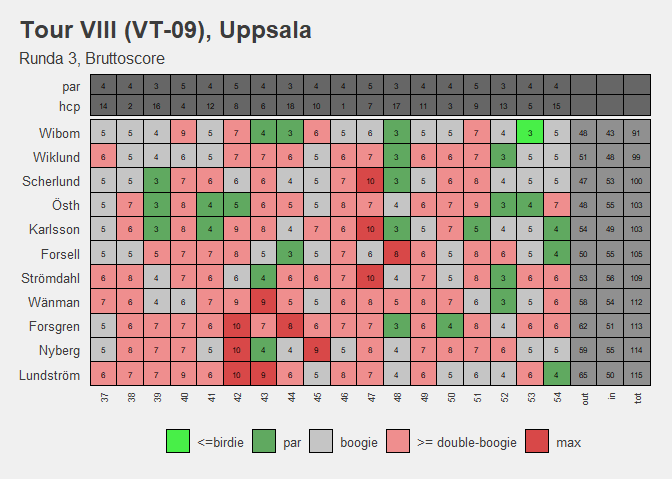 Tour VIII (VT-09), Uppsala
Runda 3, Bruttoscore
par 4 4 3 5 4 5 4 3 4 4 5 3 4 4 5 3 4 4
hcp 14 2 16 4 12 8 6 18 10 1 7 17 11 3 9 13 5 15
Wibom 5 5 4 9 5 7 4 3 6 5 6 3 5 5 7 4 3 5 48 43 91
Wiklund 6 5 4 6 5 7 7 6 5 6 7 3 6 6 7 3 5 5 51 48 99
Scherlund 5 5 3 7 6 6 6 4 5 7 10 3 5 6 8 4 5 5 47 53 100
Östh 5 7 3 8 4 5 6 5 5 8 7 4 6 7 9 3 4 7 48 55 103
Karlsson 5 6 3 8 4 9 8 4 7 6 10 3 5 7 5 4 5 4 54 49 103
Forsell 5 5 5 7 7 8 5 3 5 7 6 8 5 8 6 5 6 4 50 55 105
Strömdahl 6 8 4 7 6 6 4 6 6 7 10 4 7 5 8 3 6 6 53 56 109
Wänman 7 6 4 6 7 9 9 5 5 6 8 5 8 7 6 3 5 6 58 54 112
Forsgren 5 7 7 7 6 10 7 8 6 6 7 3 6 4 8 4 6 6 62 51 113
Nyberg 5 8 7 7 5 10 4 4 9 5 8 4 7 8 7 6 5 5 59 55 114
Lundström 6 7 7 9 6 10 9 6 5 8 7 4 5 6 4 6 6 4 65 50 115
37 38 39 40 41 42 43 44 45 46 47 48 49 50 51 52 53 54 out in tot
<=birdie par boogie >= double-boogie max